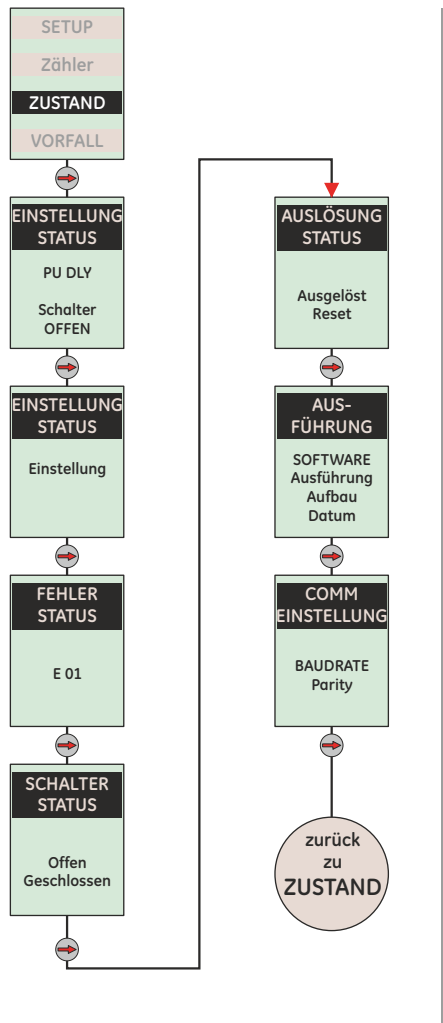 SETUP
Zähler
ZUSTAND
VORFALL
EINSTELLUNG
STATUS
PU DLY
Schalter
OFFEN
EINSTELLUNG
STATUS
Einstellung
FEHLER
STATUS
E 01
SCHALTER
STATUS
Offen
Geschlossen
AUSLÖSUNG
STATUS
Ausgelöst
Reset
AUS-
FÜHRUNG
SOFTWARE
Ausführung
Aufbau
Datum
COMM
EINSTELLUNG
BAUDRATE
Parity
zurück
zu
ZUSTAND